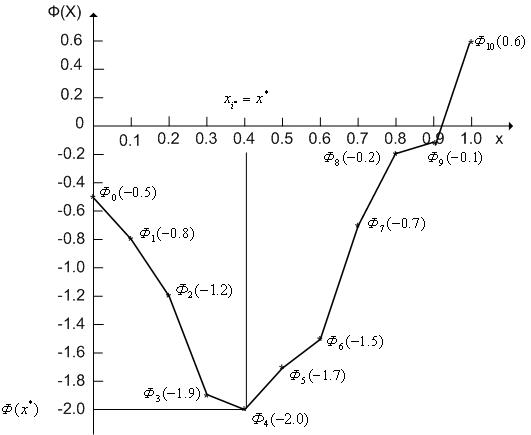 Φ(X)
0.6
Φ₁₀(0.6)
0.4
0.2
x_{i*} = x*
0
0.1 0.2 0.3 0.4 0.5 0.6 0.7 0.8 0.9 1.0 x
-0.2
Φ₈(−0.2)
Φ₉(−0.1)
-0.4
Φ₀(−0.5)
-0.6
-0.8
Φ₁(−0.8)
Φ₇(−0.7)
-1.0
-1.2
Φ₂(−1.2)
-1.4
Φ₆(−1.5)
-1.6
Φ₅(−1.7)
-1.8
Φ₃(−1.9)
Φ(x*)
-2.0
Φ₄(−2.0)